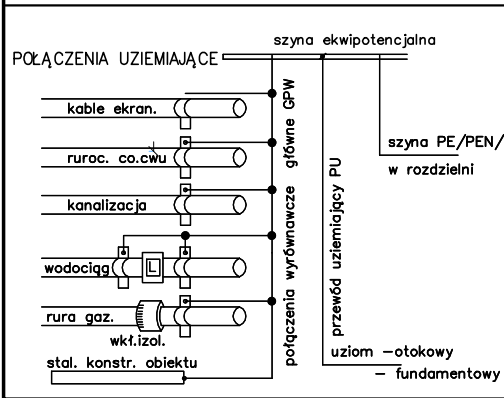 szyna ekwipotencjalna
POŁĄCZENIA UZIEMIAJĄCE
kable ekran.
ruroc. co.cwu
kanalizacja
wodociąg
L
rura gaz.
wkł.izol.
stal. konstr. obiektu
połączenia wyrównawcze główne GPW
przewód uziemiający PU
szyna PE/PEN/
w rozdzielni
uziom –otokowy
– fundamentowy